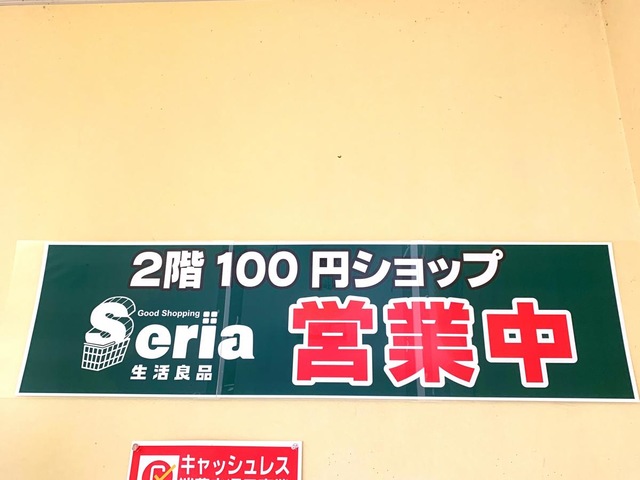 2階 100 円ショップ
Good Shopping
Seria
生活良品
営業中
キャッシュレス